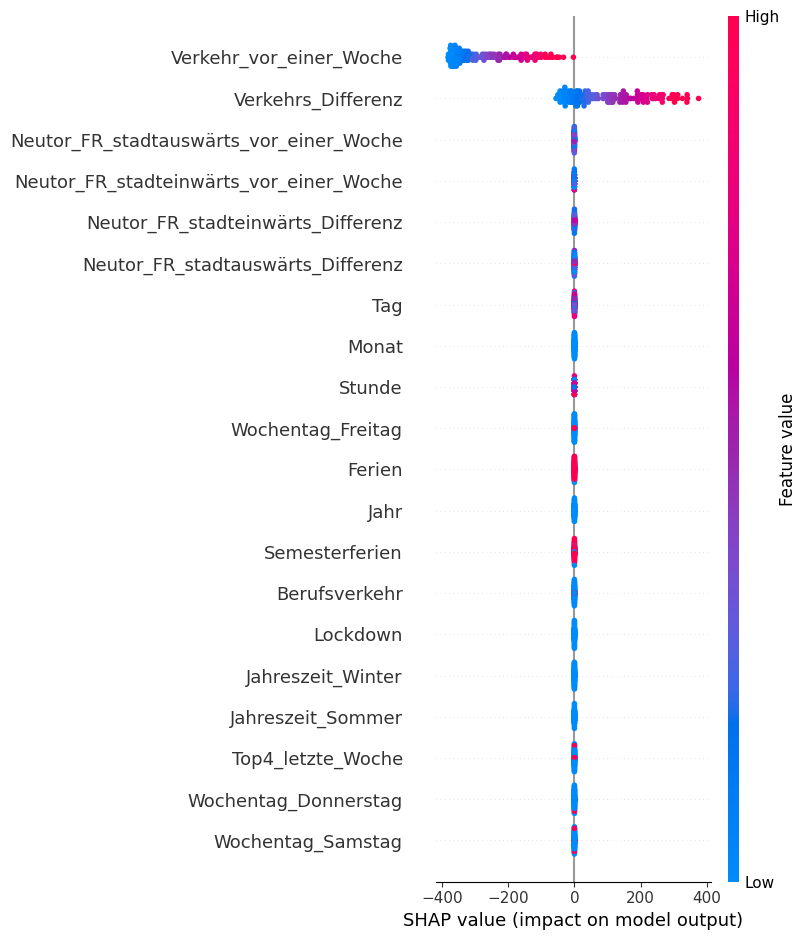 High
Verkehr_vor_einer_Woche
Verkehrs_Differenz
Neutor_FR_stadtauswärts_vor_einer_Woche
Neutor_FR_stadteinwärts_vor_einer_Woche
Neutor_FR_stadteinwärts_Differenz
Neutor_FR_stadtauswärts_Differenz
Tag
Monat
Stunde
Wochentag_Freitag
Ferien
Jahr
Semesterferien
Berufsverkehr
Lockdown
Jahreszeit_Winter
Jahreszeit_Sommer
Top4_letzte_Woche
Wochentag_Donnerstag
Wochentag_Samstag
Feature value
Low
−400 −200 0 200 400
SHAP value (impact on model output)